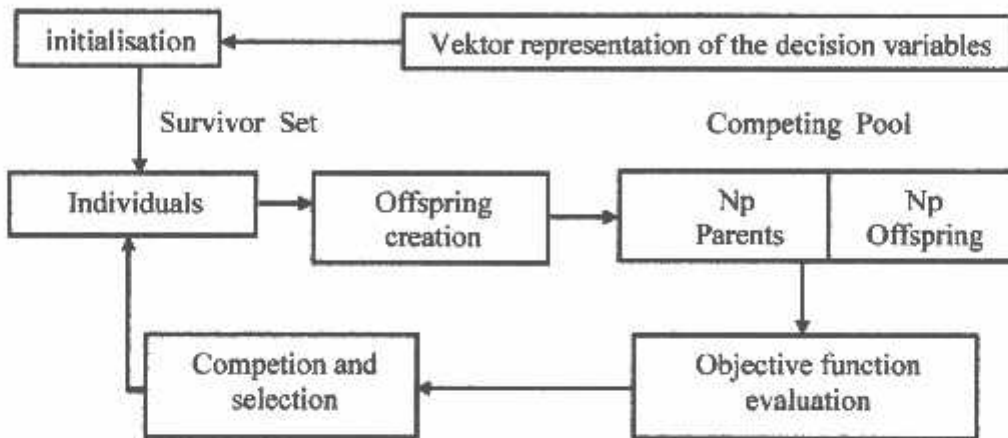 initialisation
Vektor representation of the decision variables
Survivor Set
Competing Pool
Individuals
Offspring
creation
Np
Parents
Np
Offspring
Competion and
selection
Objective function
evaluation